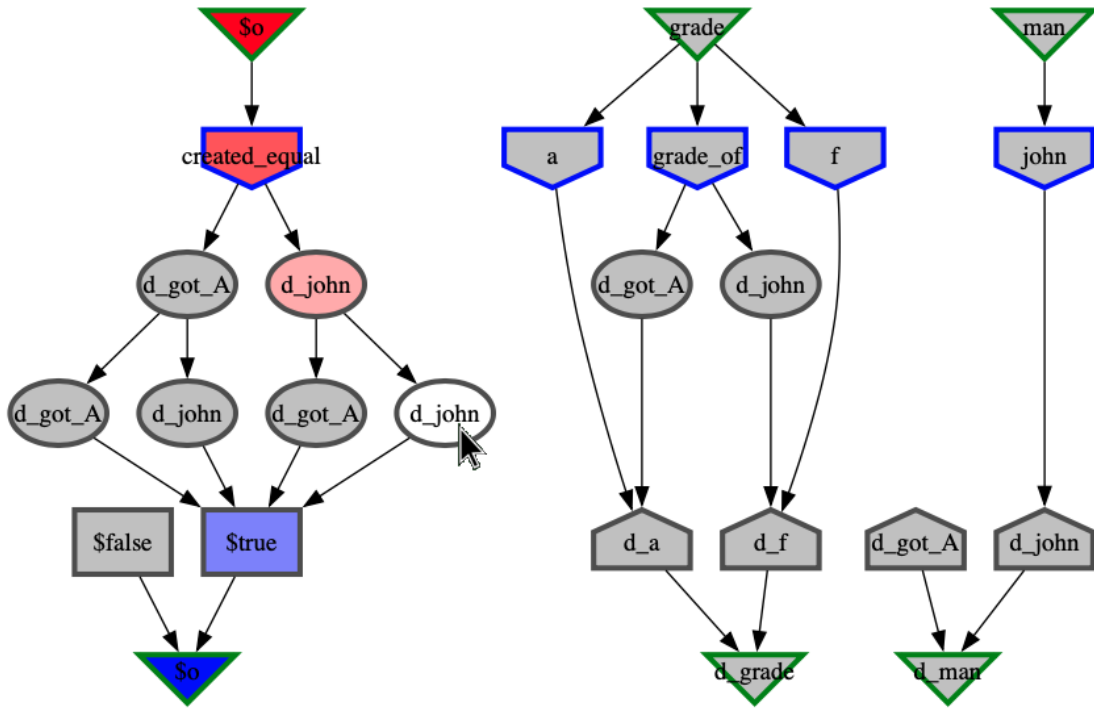 $o
grade
man
created_equal
a
grade_of
f
john
d_got_A
d_john
d_got_A
d_john
d_got_A
d_john
d_got_A
d_john
$false
$true
d_a
d_f
d_got_A
d_john
$o
d_grade
d_man